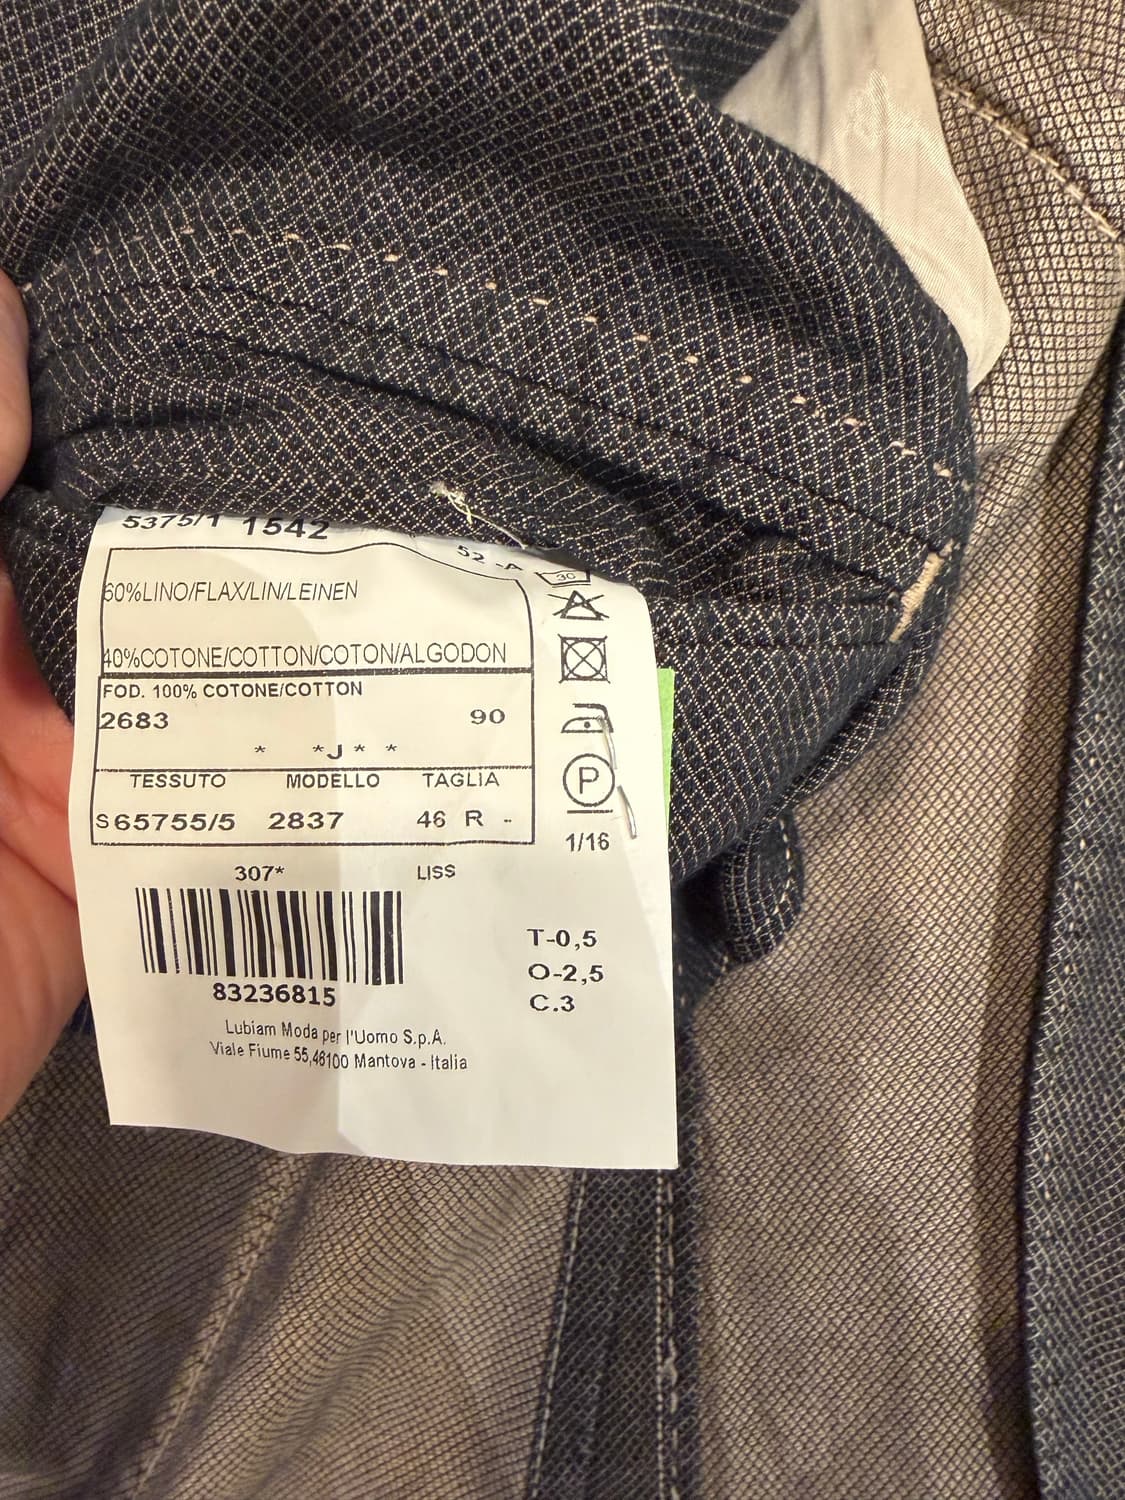 5375/1 1542
52 -A
30
60%LINO/FLAX/LIN/LEINEN
40%COTONE/COTTON/COTON/ALGODON
FOD. 100% COTONE/COTTON
2683 90
* *J* *
TESSUTO MODELLO TAGLIA
S65755/5 2837 46 R -
P
1/16
307* LISS
83236815
T-0,5
O-2,5
C.3
Lubiam Moda per l'Uomo S.p.A.
Viale Fiume 55,46100 Mantova - Italia